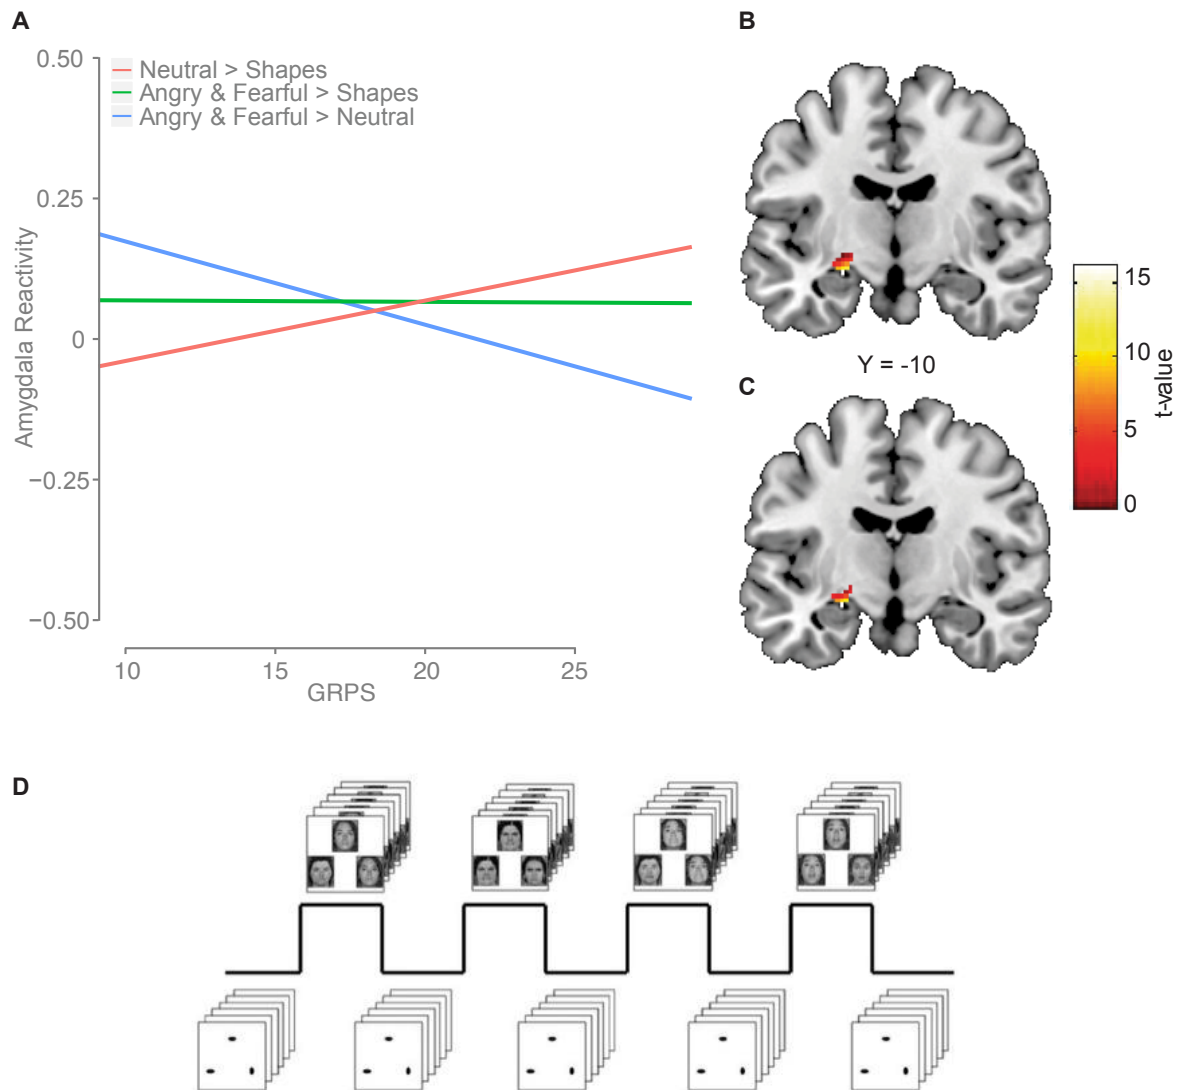 A
0.50
0.25
0
−0.25
−0.50
Amygdala Reactivity
Neutral > Shapes
Angry & Fearful > Shapes
Angry & Fearful > Neutral
10 15 20 25
GRPS
B
Y = -10
C
15
10
5
0
t-value
D